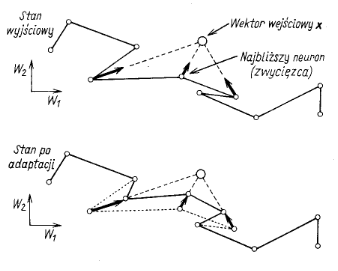 Stan
wyjściowy
Wektor wejściowy x
Najbliższy neuron
(zwycięzca)
W₂
W₁
Stan po
adaptacji
W₂
W₁